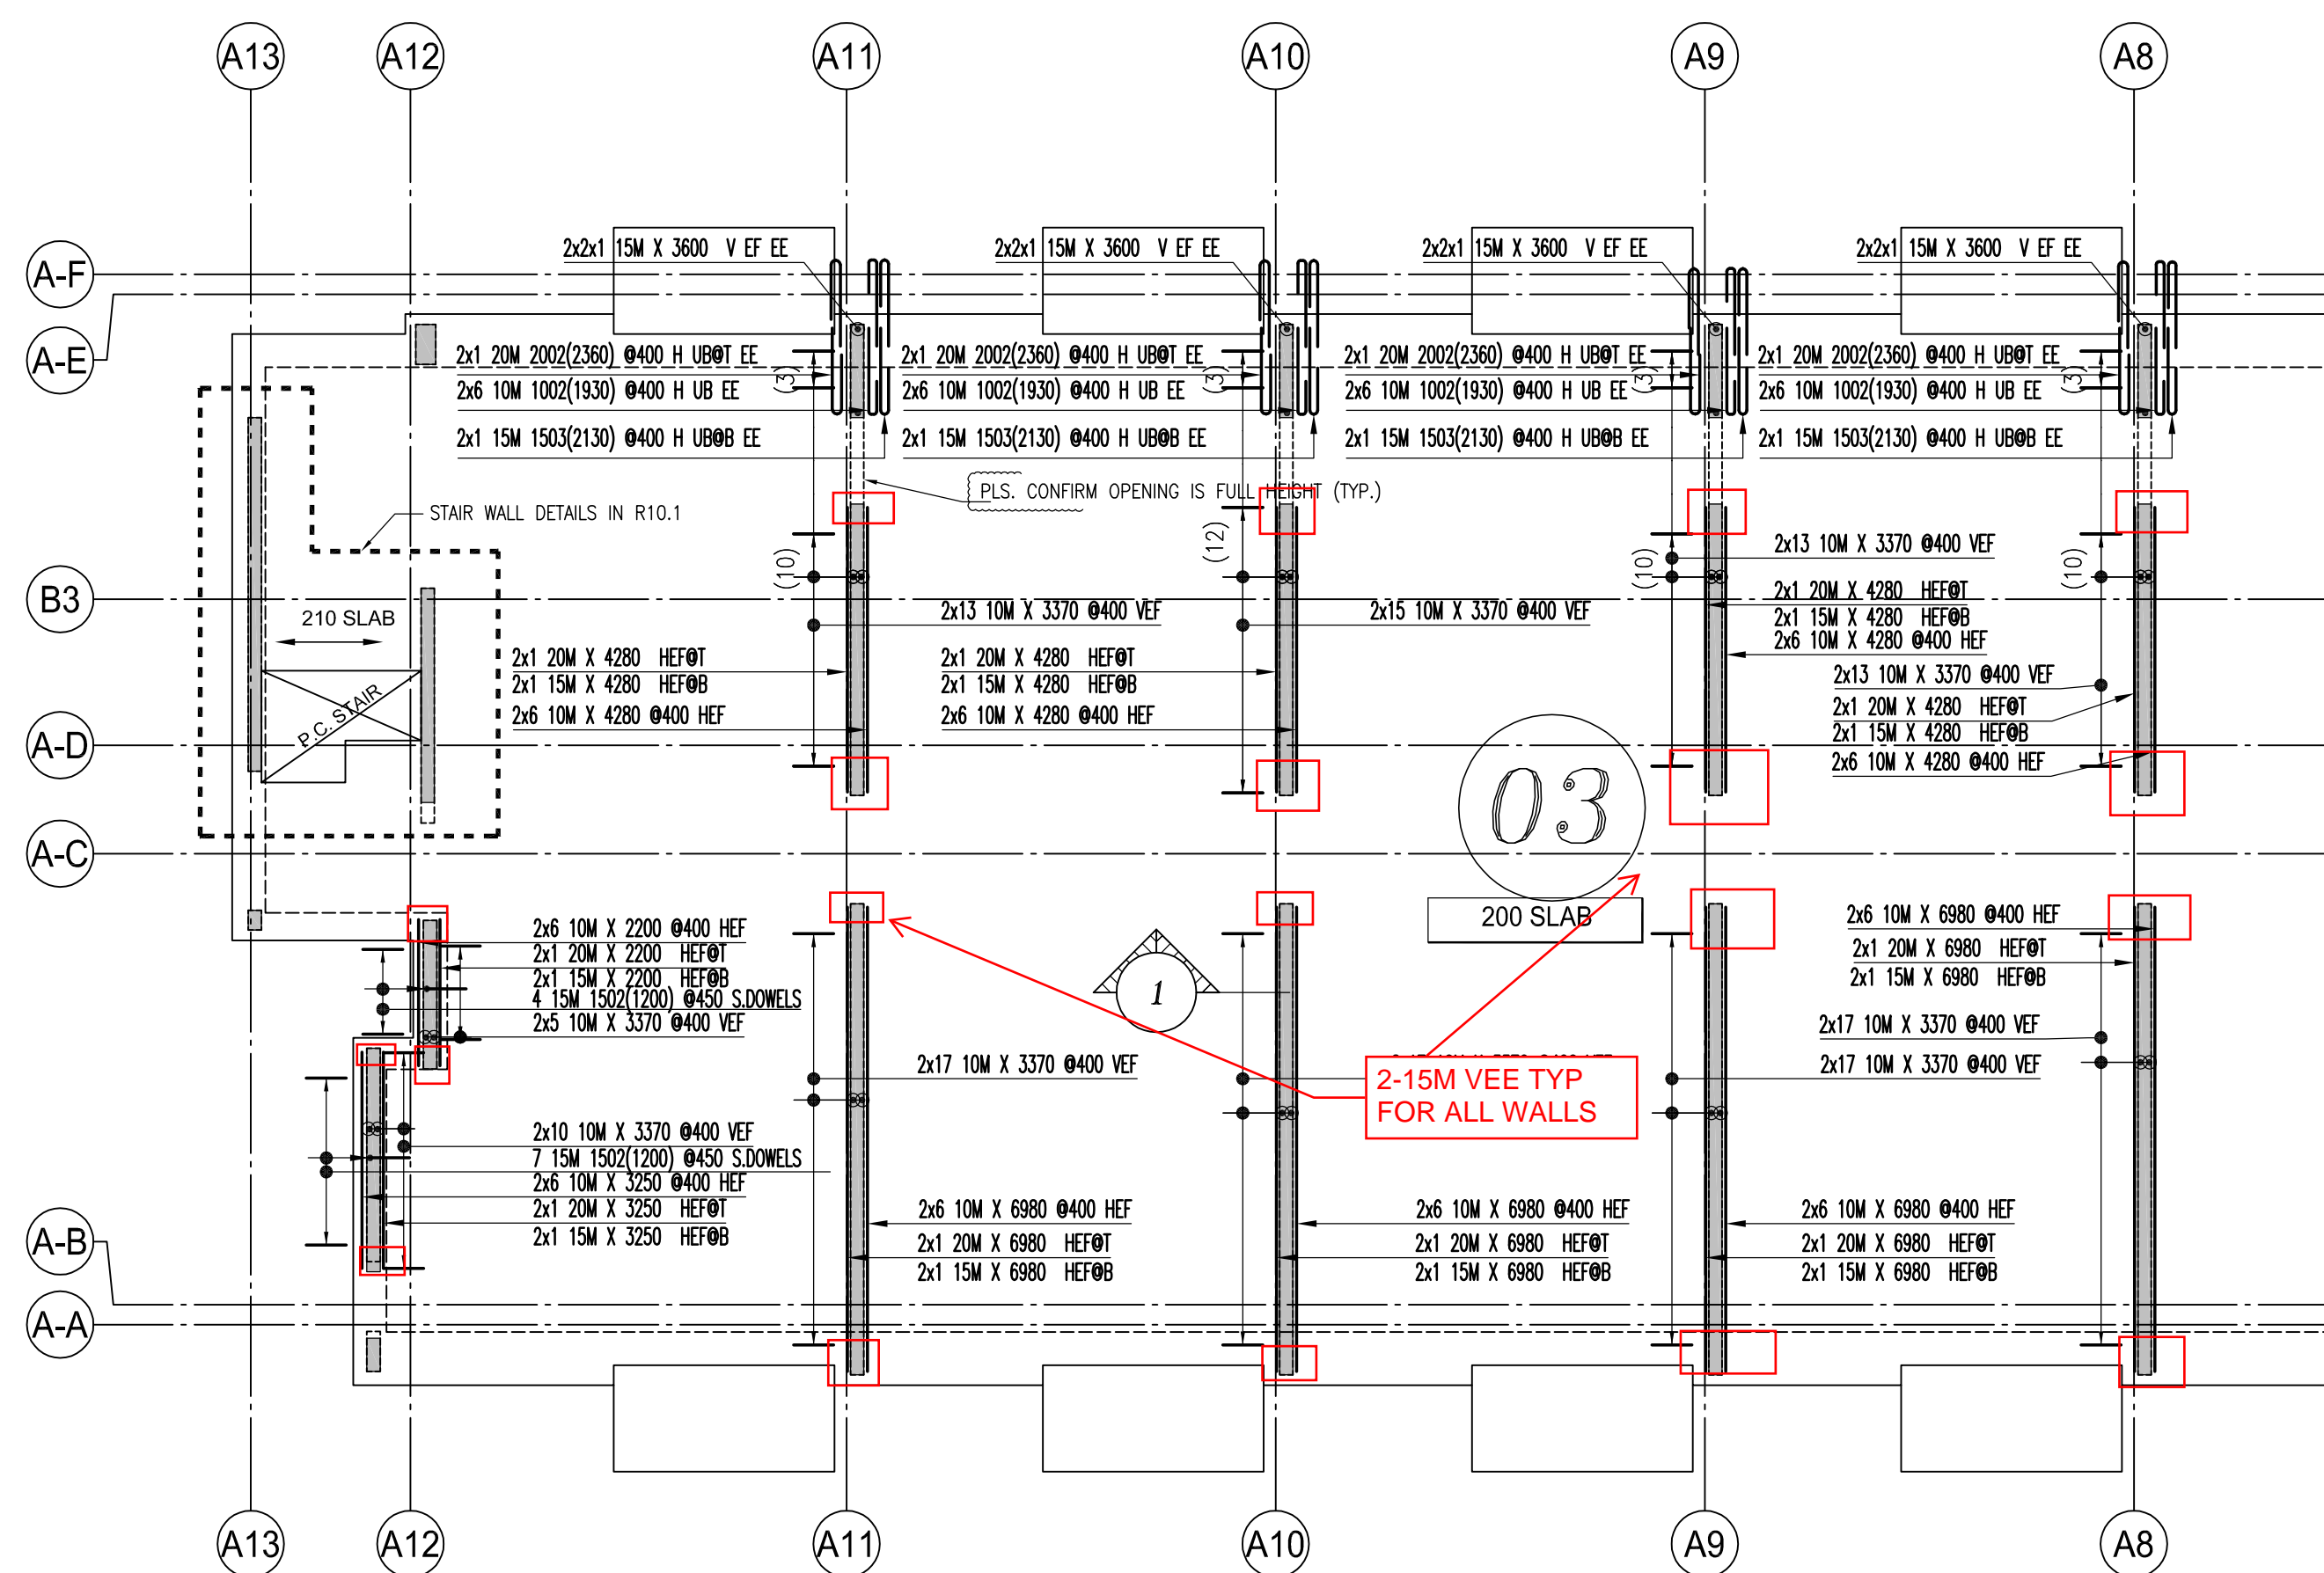 A13
A12
A11
A10
A9
A8
A-F
A-E
B3
A-D
A-C
A-B
A-A
2x2x1 15M X 3600 V EF EE
2x2x1 15M X 3600 V EF EE
2x2x1 15M X 3600 V EF EE
2x2x1 15M X 3600 V EF EE
2x1 20M 2002(2360) @400 H UB@T EE
2x6 10M 1002(1930) @400 H UB EE
2x1 15M 1503(2130) @400 H UB@B EE
(3)
2x1 20M 2002(2360) @400 H UB@T EE
2x6 10M 1002(1930) @400 H UB EE
2x1 15M 1503(2130) @400 H UB@B EE
(3)
2x1 20M 2002(2360) @400 H UB@T EE
2x6 10M 1002(1930) @400 H UB EE
2x1 15M 1503(2130) @400 H UB@B EE
(3)
2x1 20M 2002(2360) @400 H UB@T EE
2x6 10M 1002(1930) @400 H UB EE
2x1 15M 1503(2130) @400 H UB@B EE
(3)
PLS. CONFIRM OPENING IS FULL HEIGHT (TYP.)
STAIR WALL DETAILS IN R10.1
210 SLAB
P.C. STAIR
(10)
(12)
(10)
(10)
2x13 10M X 3370 @400 VEF
2x1 20M X 4280 HEF@T
2x1 15M X 4280 HEF@B
2x6 10M X 4280 @400 HEF
2x15 10M X 3370 @400 VEF
2x1 20M X 4280 HEF@T
2x1 15M X 4280 HEF@B
2x6 10M X 4280 @400 HEF
2x13 10M X 3370 @400 VEF
2x1 20M X 4280 HEF@T
2x1 15M X 4280 HEF@B
2x6 10M X 4280 @400 HEF
2x13 10M X 3370 @400 VEF
2x1 20M X 4280 HEF@T
2x1 15M X 4280 HEF@B
2x6 10M X 4280 @400 HEF
03
200 SLAB
1
2x6 10M X 2200 @400 HEF
2x1 20M X 2200 HEF@T
2x1 15M X 2200 HEF@B
4 15M 1502(1200) @450 S.DOWELS
2x5 10M X 3370 @400 VEF
2x6 10M X 6980 @400 HEF
2x1 20M X 6980 HEF@T
2x1 15M X 6980 HEF@B
2x17 10M X 3370 @400 VEF
2x17 10M X 3370 @400 VEF
2x17 10M X 3370 @400 VEF
2-15M VEE TYP
FOR ALL WALLS
2x10 10M X 3370 @400 VEF
7 15M 1502(1200) @450 S.DOWELS
2x6 10M X 3250 @400 HEF
2x1 20M X 3250 HEF@T
2x1 15M X 3250 HEF@B
2x6 10M X 6980 @400 HEF
2x1 20M X 6980 HEF@T
2x1 15M X 6980 HEF@B
2x6 10M X 6980 @400 HEF
2x1 20M X 6980 HEF@T
2x1 15M X 6980 HEF@B
2x6 10M X 6980 @400 HEF
2x1 20M X 6980 HEF@T
2x1 15M X 6980 HEF@B
A13
A12
A11
A10
A9
A8